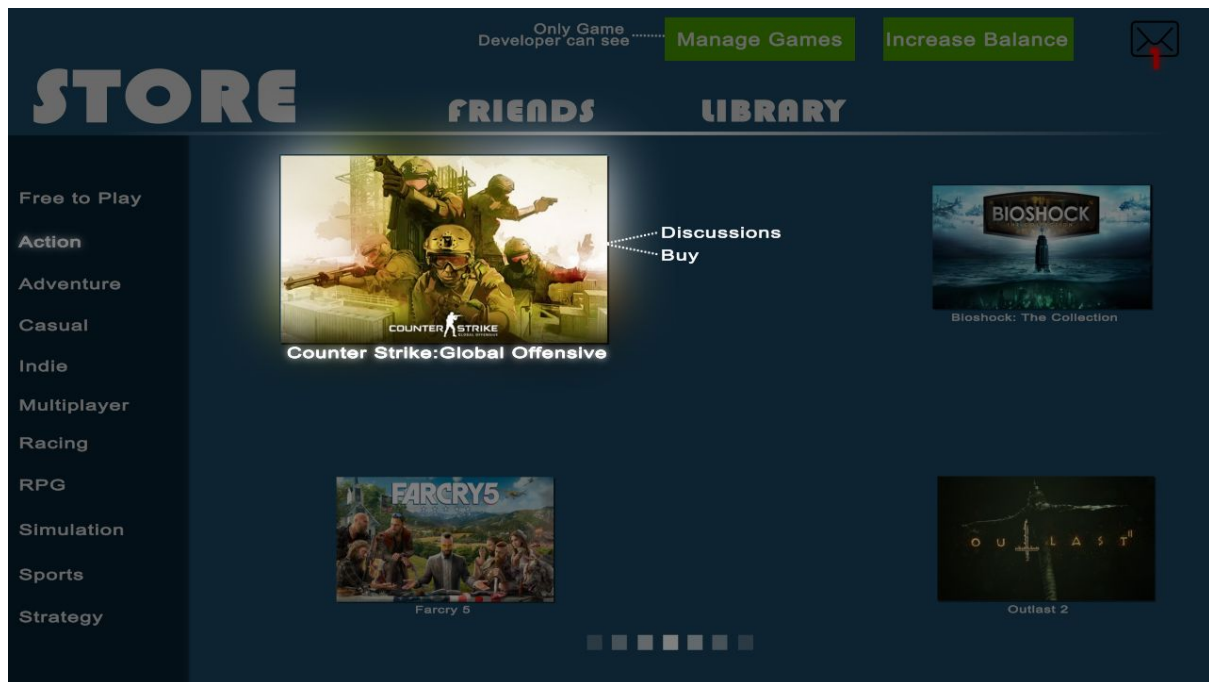 Only Game
Developer can see
Manage Games
Increase Balance
1
STORE
FRIENDS
LIBRARY
Free to Play
Action
Adventure
Casual
Indie
Multiplayer
Racing
RPG
Simulation
Sports
Strategy
COUNTER STRIKE
Counter Strike:Global Offensive
Discussions
Buy
BIOSHOCK
Bioshock: The Collection
FARCRY5
Farcry 5
OUTLAST II
Outlast 2